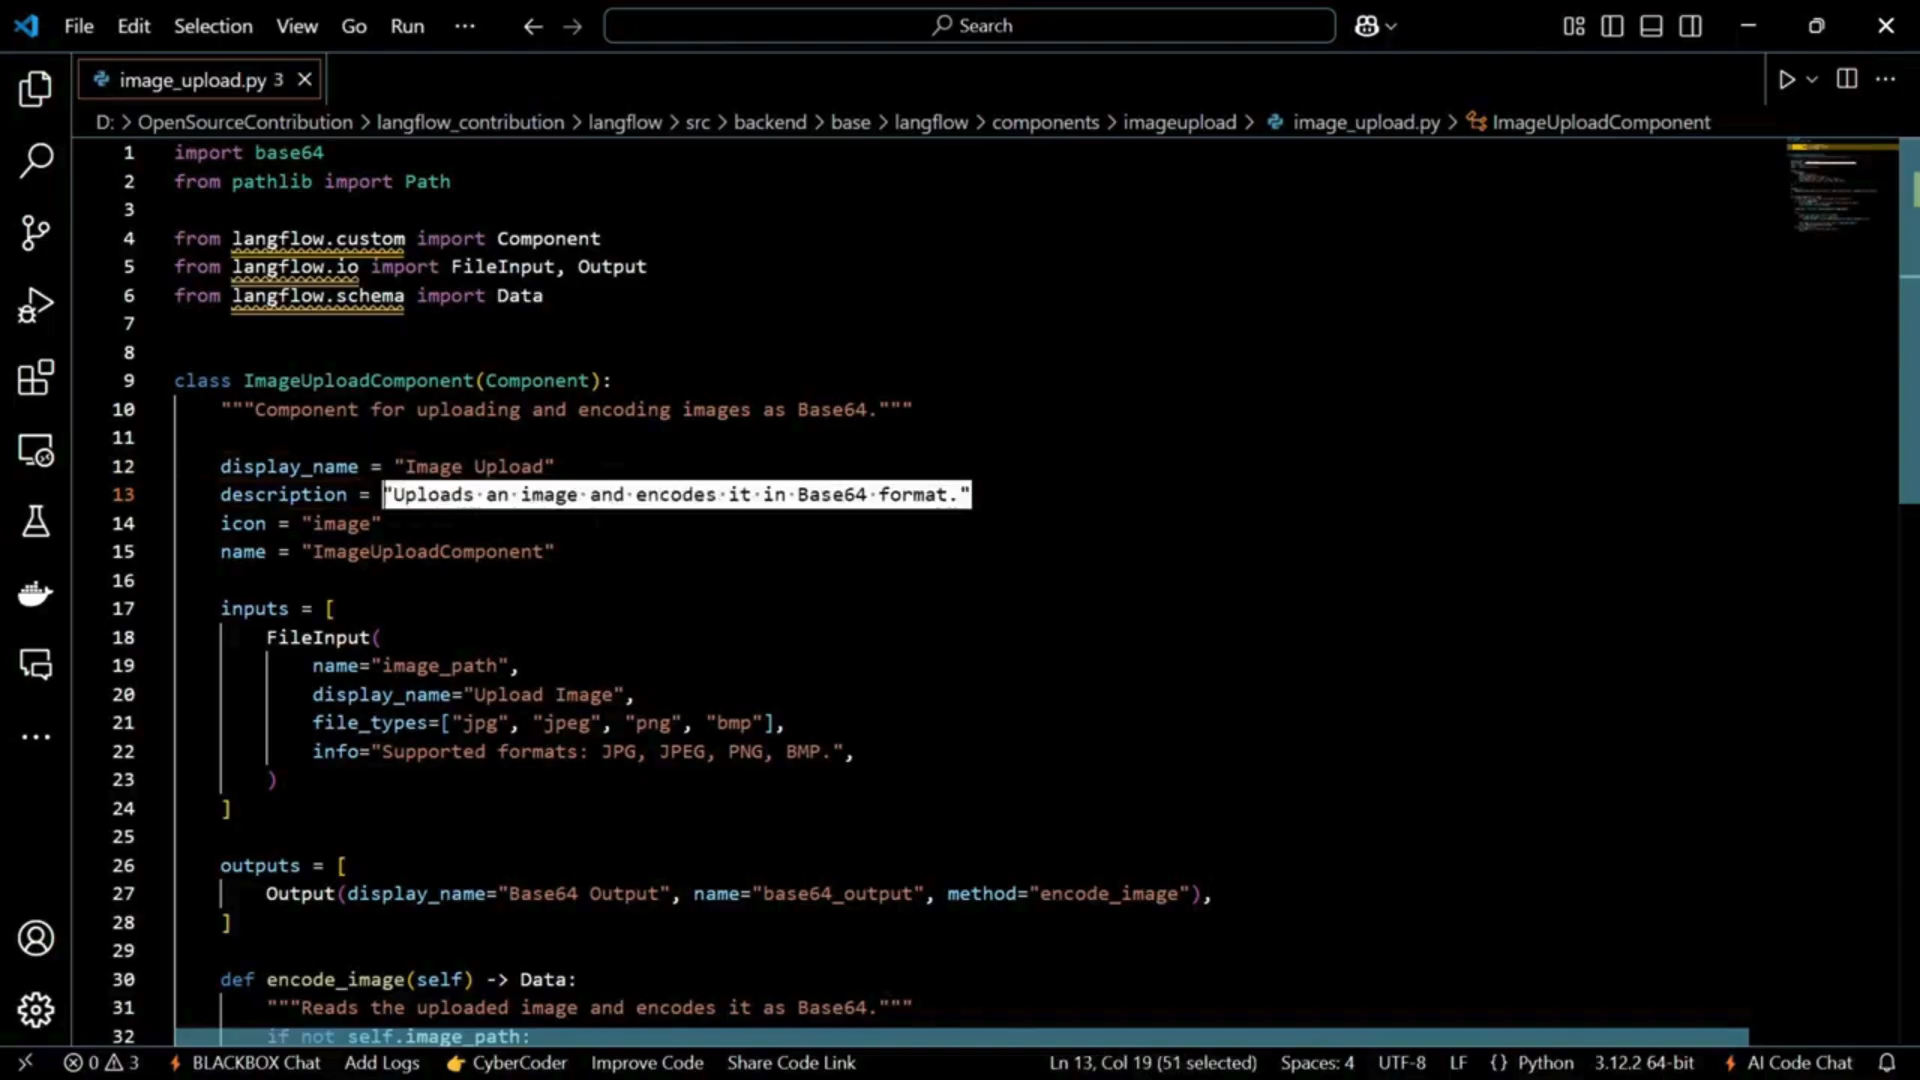 File Edit Selection View Go Run ··· Search
image_upload.py 3
D: > OpenSourceContribution > langflow_contribution > langflow > src > backend > base > langflow > components > imageupload > image_upload.py > ImageUploadComponent
1 import base64
2 from pathlib import Path
3
4 from langflow.custom import Component
5 from langflow.io import FileInput, Output
6 from langflow.schema import Data
7
8
9 class ImageUploadComponent(Component):
10 """Component for uploading and encoding images as Base64."""
11
12 display_name = "Image Upload"
13 description = "Uploads an image and encodes it in Base64 format."
14 icon = "image"
15 name = "ImageUploadComponent"
16
17 inputs = [
18 FileInput(
19 name="image_path",
20 display_name="Upload Image",
21 file_types=["jpg", "jpeg", "png", "bmp"],
22 info="Supported formats: JPG, JPEG, PNG, BMP.",
23 )
24 ]
25
26 outputs = [
27 Output(display_name="Base64 Output", name="base64_output", method="encode_image"),
28 ]
29
30 def encode_image(self) -> Data:
31 """Reads the uploaded image and encodes it as Base64."""
32 if not self.image_path:
0 3 BLACKBOX Chat Add Logs CyberCoder Improve Code Share Code Link Ln 13, Col 19 (51 selected) Spaces: 4 UTF-8 LF {} Python 3.12.2 64-bit AI Code Chat